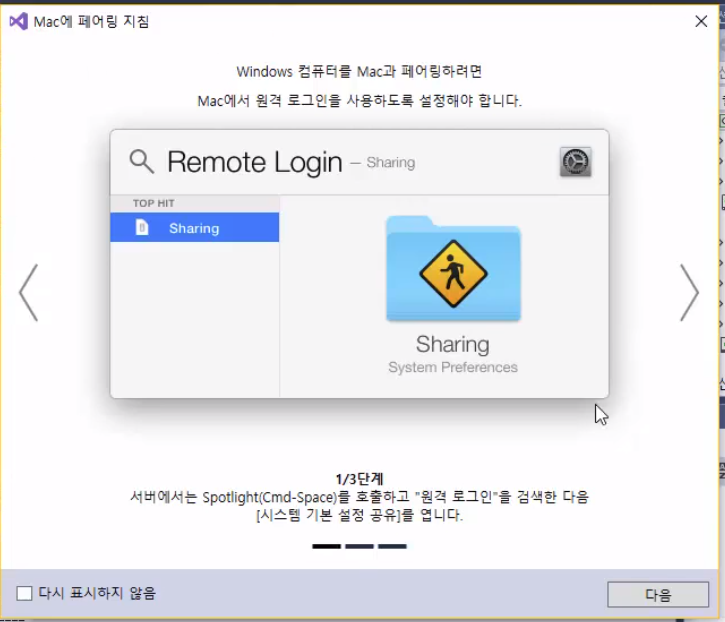 Mac에 페어링 지침
Windows 컴퓨터를 Mac과 페어링하려면
Mac에서 원격 로그인을 사용하도록 설정해야 합니다.
Remote Login – Sharing
TOP HIT
Sharing
Sharing
System Preferences
1/3단계
서버에서는 Spotlight(Cmd-Space)를 호출하고 "원격 로그인"을 검색한 다음
[시스템 기본 설정 공유]를 엽니다.
다시 표시하지 않음
다음